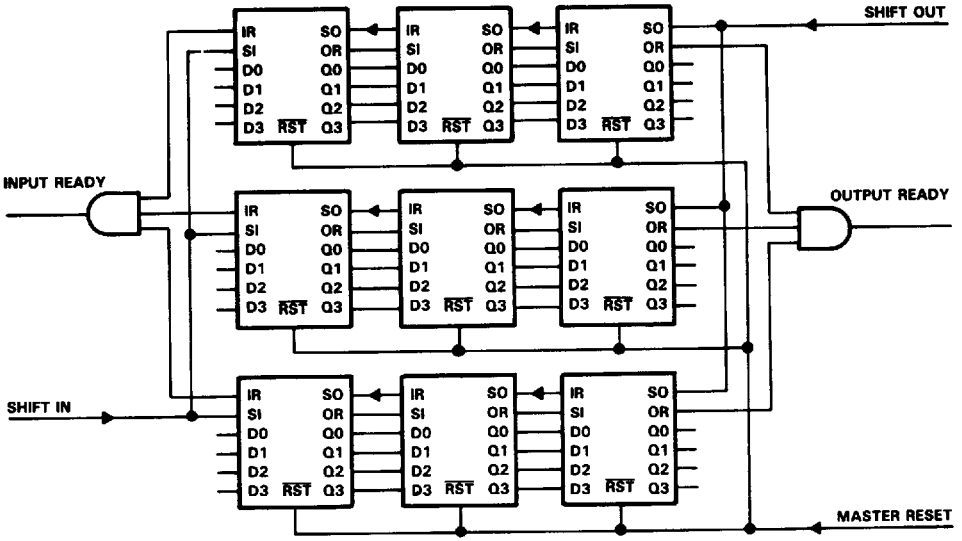 SHIFT OUT
IR SO IR SO IR SO
SI OR SI OR SI OR
D0 Q0 D0 Q0 D0 Q0
D1 Q1 D1 Q1 D1 Q1
D2 Q2 D2 Q2 D2 Q2
D3 RST Q3 D3 RST Q3 D3 RST Q3
INPUT READY
OUTPUT READY
IR SO IR SO IR SO
SI OR SI OR SI OR
D0 Q0 D0 Q0 D0 Q0
D1 Q1 D1 Q1 D1 Q1
D2 Q2 D2 Q2 D2 Q2
D3 RST Q3 D3 RST Q3 D3 RST Q3
SHIFT IN
IR SO IR SO IR SO
SI OR SI OR SI OR
D0 Q0 D0 Q0 D0 Q0
D1 Q1 D1 Q1 D1 Q1
D2 Q2 D2 Q2 D2 Q2
D3 RST Q3 D3 RST Q3 D3 RST Q3
MASTER RESET